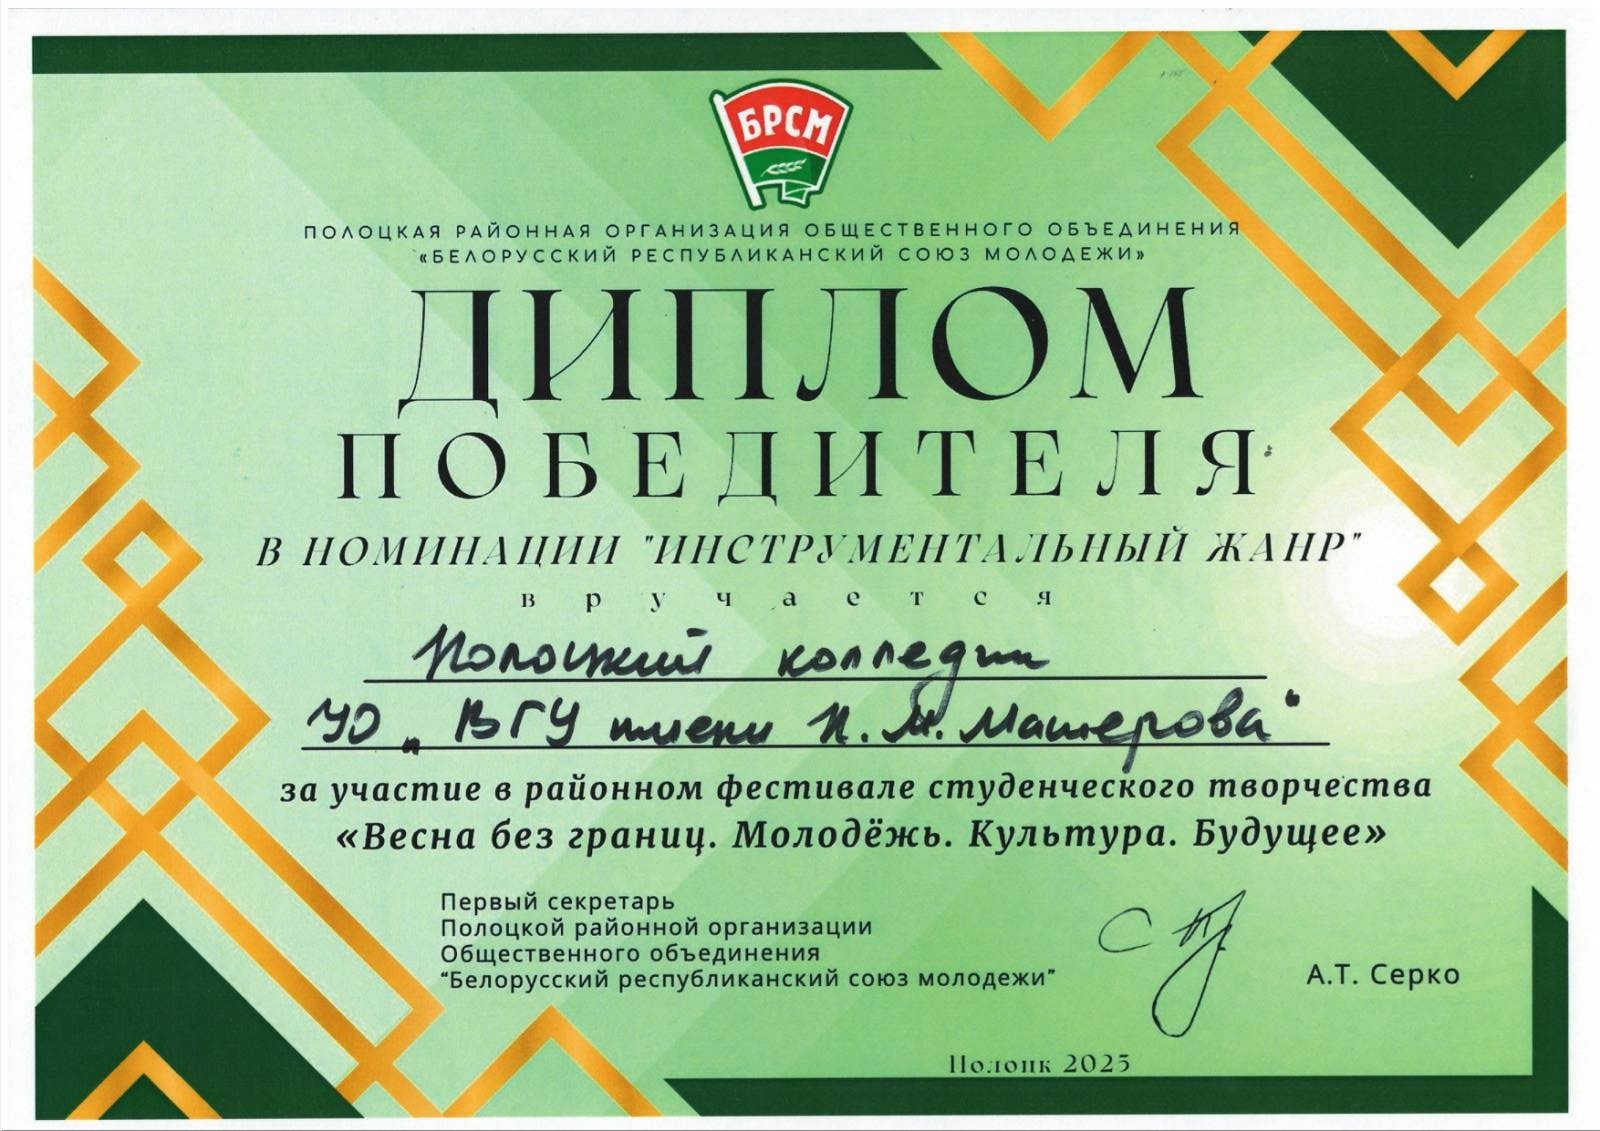 БРСМ
ПОЛОЦКАЯ РАЙОННАЯ ОРГАНИЗАЦИЯ ОБЩЕСТВЕННОГО ОБЪЕДИНЕНИЯ
«БЕЛОРУССКИЙ РЕСПУБЛИКАНСКИЙ СОЮЗ МОЛОДЕЖИ»
ДИПЛОМ
ПОБЕДИТЕЛЯ
В НОМИНАЦИИ "ИНСТРУМЕНТАЛЬНЫЙ ЖАНР"
вручается
Полоцкий колледж
УО „ВГУ имени П.М.Машерова"
за участие в районном фестивале студенческого творчества
«Весна без границ. Молодёжь. Культура. Будущее»
Первый секретарь
Полоцкой районной организации
Общественного объединения
“Белорусский республиканский союз молодежи”
А.Т. Серко
Полоцк 2025